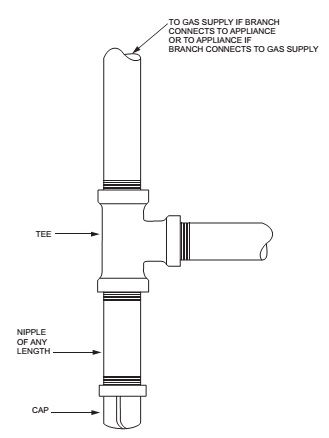 TO GAS SUPPLY IF BRANCH
CONNECTS TO APPLIANCE
OR TO APPLIANCE IF
BRANCH CONNECTS TO GAS SUPPLY
TEE
NIPPLE
OF ANY
LENGTH
CAP